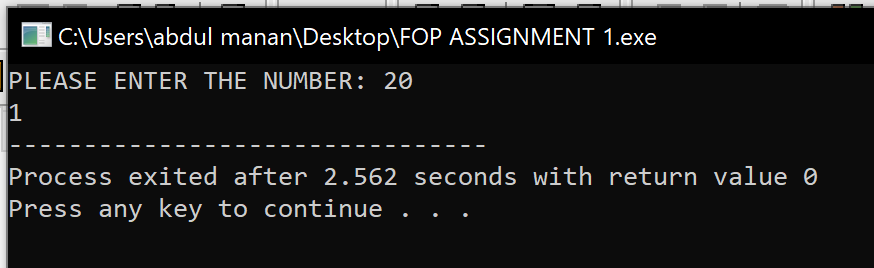 C:\Users\abdul manan\Desktop\FOP ASSIGNMENT 1.exe
PLEASE ENTER THE NUMBER: 20
1
--------------------------------
Process exited after 2.562 seconds with return value 0
Press any key to continue . . .